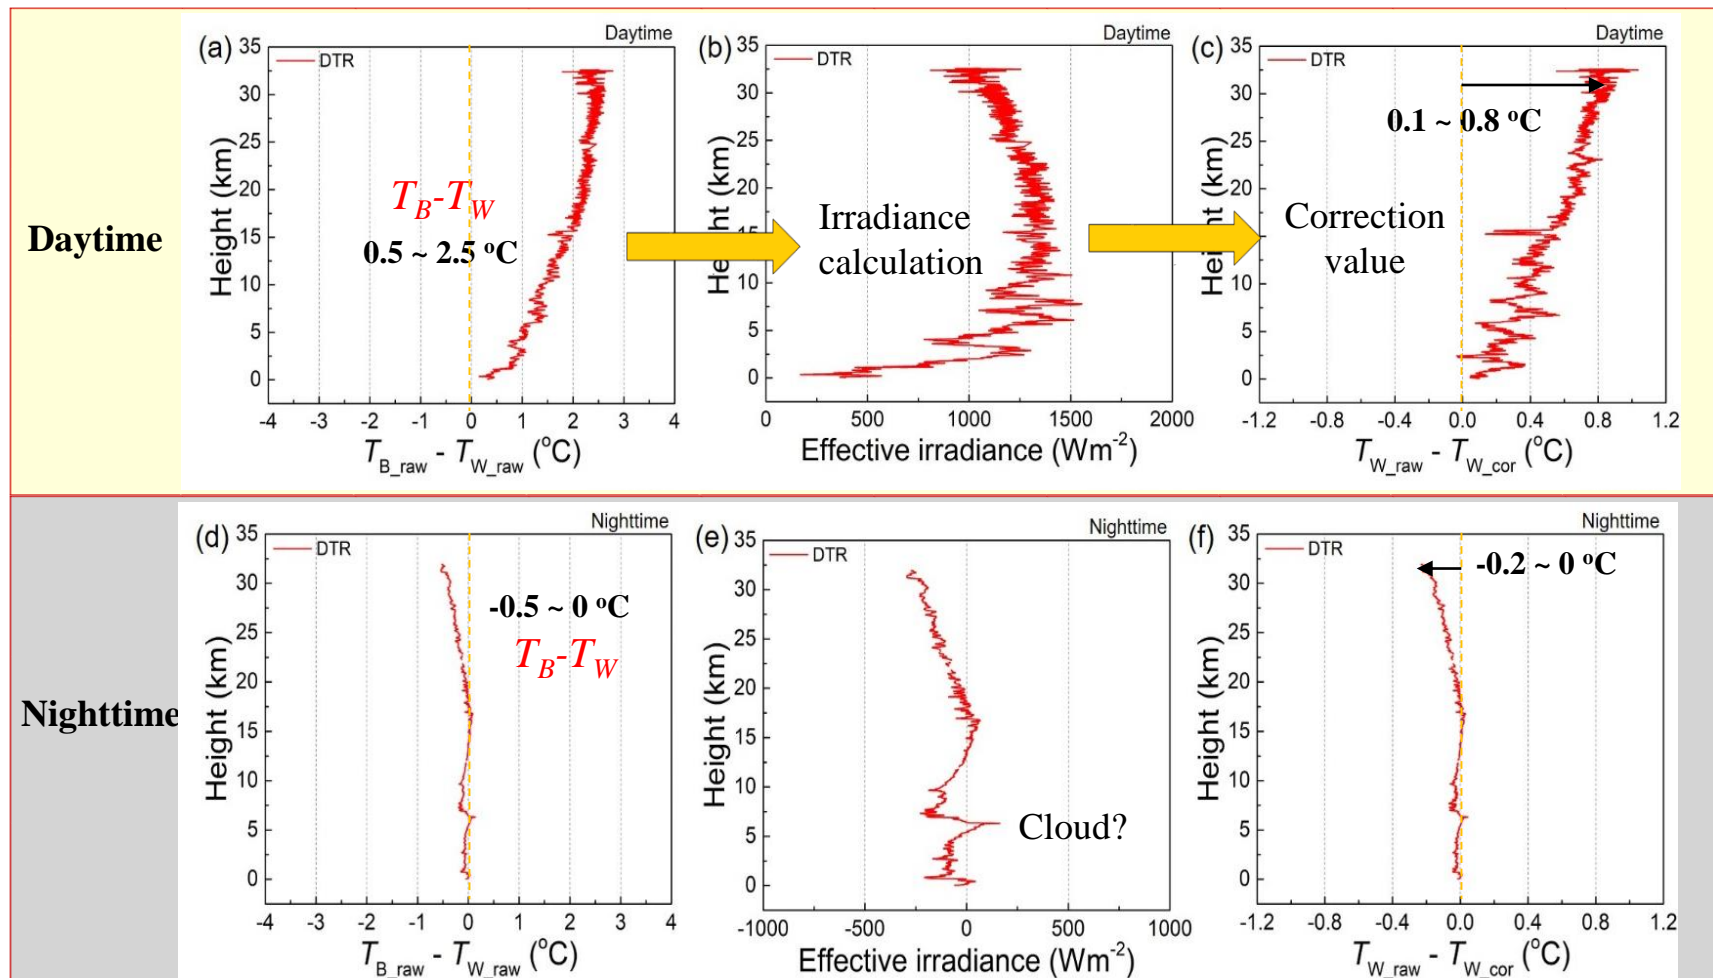 Daytime
(a)
Daytime
DTR
35
30
25
20
15
10
5
0
Height (km)
T_B-T_W
0.5 ~ 2.5 °C
-4 -3 -2 -1 0 1 2 3 4
T_B_raw - T_W_raw (°C)
(b)
Daytime
DTR
35
30
25
20
15
10
5
0
Height (km)
Irradiance
calculation
0 500 1000 1500 2000
Effective irradiance (Wm⁻²)
(c)
Daytime
DTR
35
30
25
20
15
10
5
0
Height (km)
0.1 ~ 0.8 °C
Correction
value
-1.2 -0.8 -0.4 0.0 0.4 0.8 1.2
T_W_raw - T_W_cor (°C)
Nighttime
(d)
Nighttime
DTR
35
30
25
20
15
10
5
0
Height (km)
-0.5 ~ 0 °C
T_B-T_W
-4 -3 -2 -1 0 1 2 3 4
T_B_raw - T_W_raw (°C)
(e)
Nighttime
DTR
35
30
25
20
15
10
5
0
Height (km)
Cloud?
-1000 -500 0 500 1000
Effective irradiance (Wm⁻²)
(f)
Nighttime
DTR
35
30
25
20
15
10
5
0
Height (km)
-0.2 ~ 0 °C
-1.2 -0.8 -0.4 0.0 0.4 0.8 1.2
T_W_raw - T_W_cor (°C)